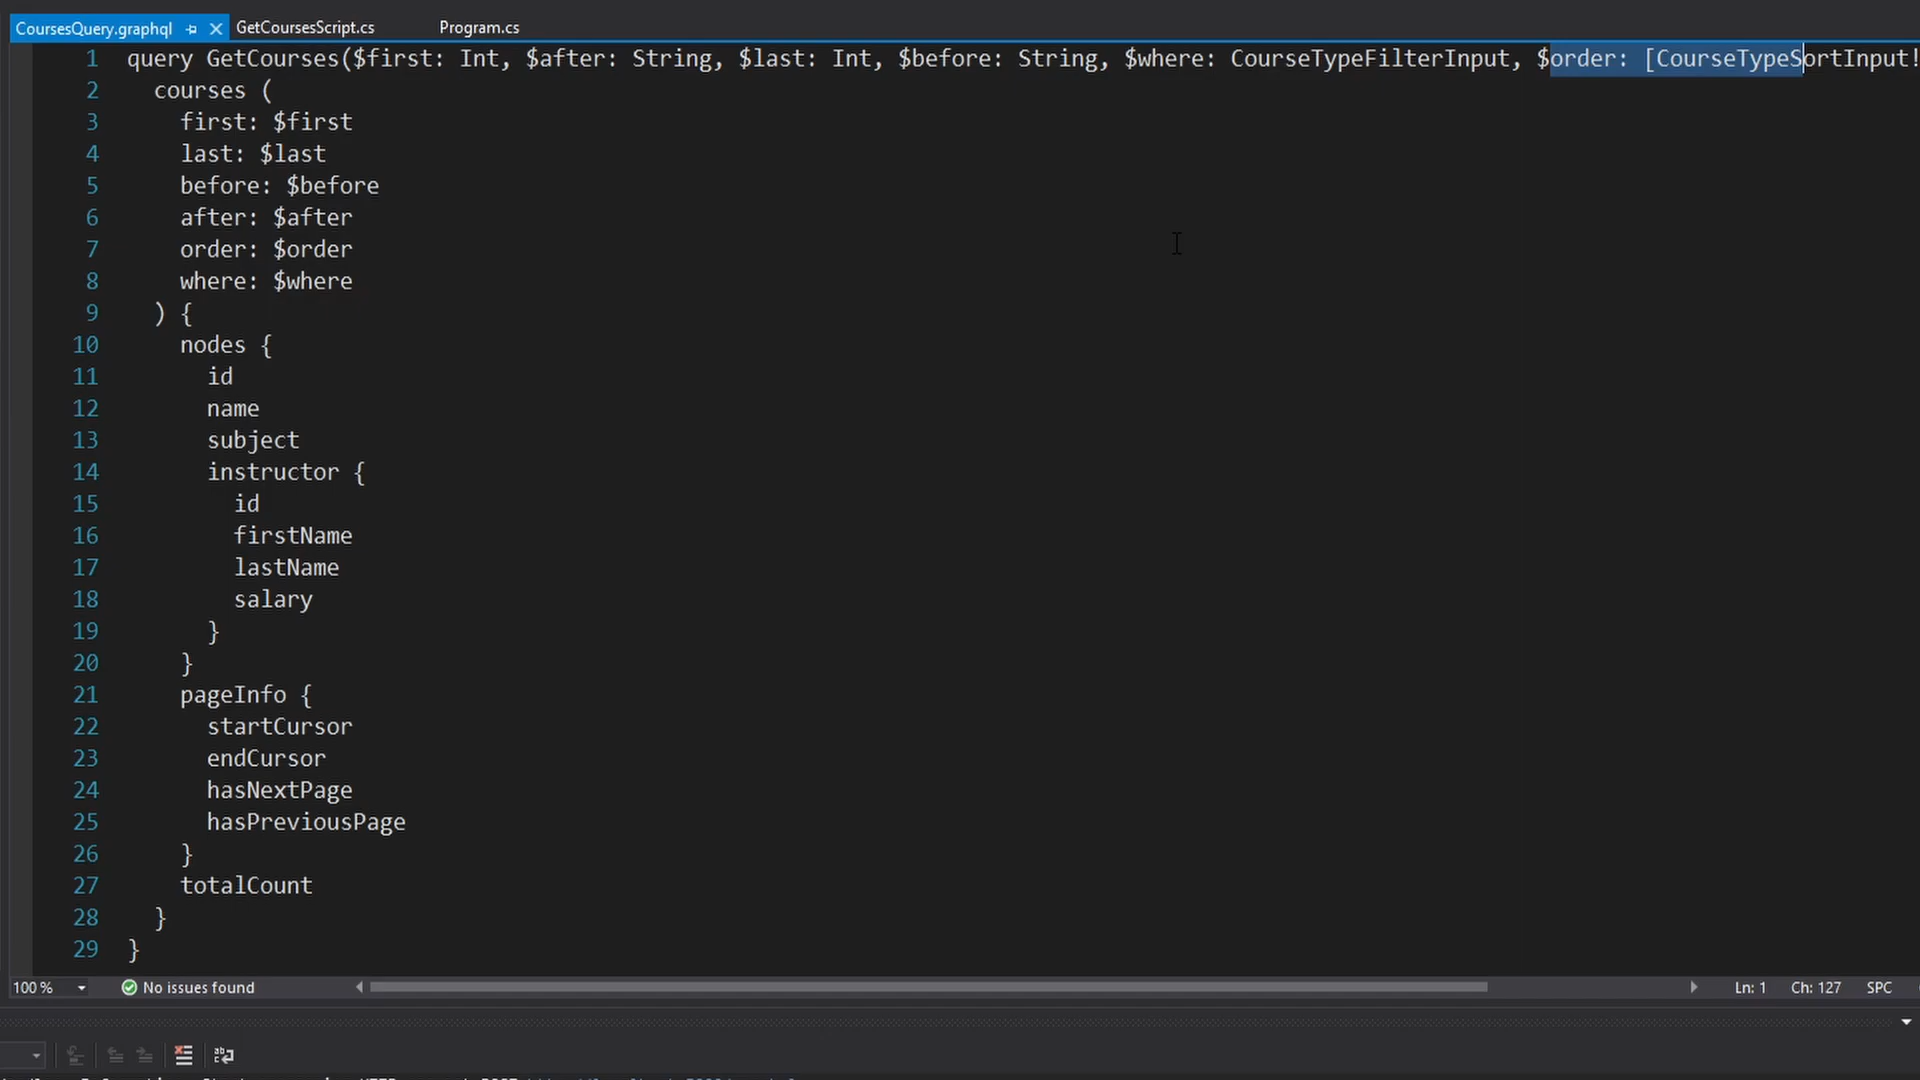 CoursesQuery.graphql GetCoursesScript.cs Program.cs
1 query GetCourses($first: Int, $after: String, $last: Int, $before: String, $where: CourseTypeFilterInput, $order: [CourseTypeSortInput!
2 courses (
3 first: $first
4 last: $last
5 before: $before
6 after: $after
7 order: $order
8 where: $where
9 ) {
10 nodes {
11 id
12 name
13 subject
14 instructor {
15 id
16 firstName
17 lastName
18 salary
19 }
20 }
21 pageInfo {
22 startCursor
23 endCursor
24 hasNextPage
25 hasPreviousPage
26 }
27 totalCount
28 }
29 }
100 % No issues found Ln: 1 Ch: 127 SPC